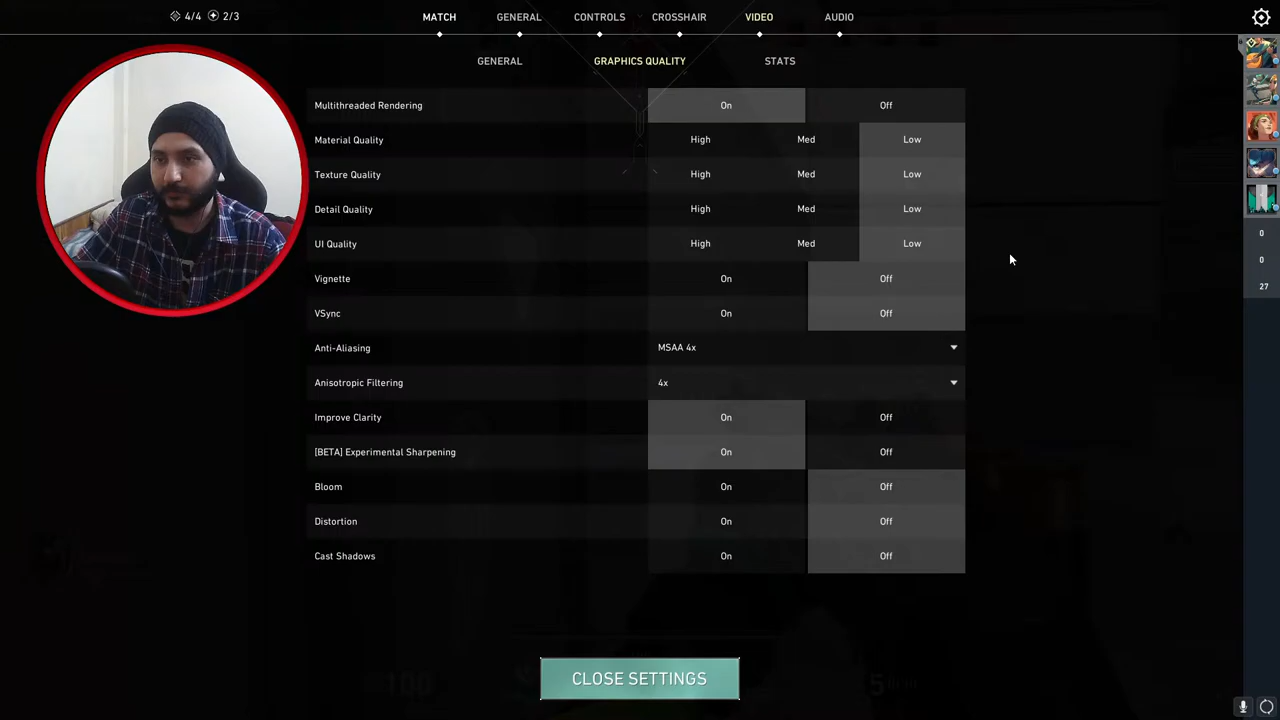 4/4 2/3 MATCH GENERAL CONTROLS CROSSHAIR VIDEO AUDIO
GENERAL GRAPHICS QUALITY STATS
Multithreaded Rendering On Off
Material Quality High Med Low
Texture Quality High Med Low
Detail Quality High Med Low
UI Quality High Med Low
Vignette On Off
VSync On Off
Anti-Aliasing MSAA 4x
Anisotropic Filtering 4x
Improve Clarity On Off
[BETA] Experimental Sharpening On Off
Bloom On Off
Distortion On Off
Cast Shadows On Off
CLOSE SETTINGS
100
0
0
27